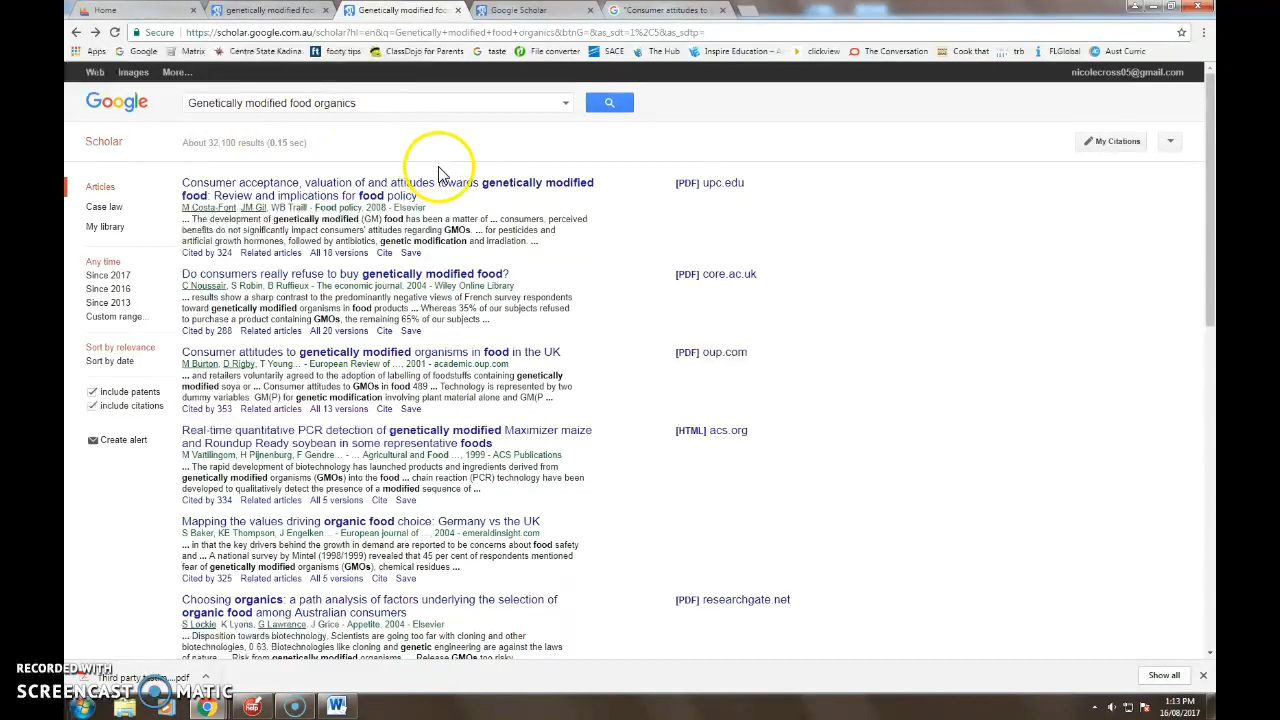 Home
genetically modified foo
Genetically modified food
Google Scholar
"Consumer attitudes to g
Secure
https://scholar.google.com.au/scholar?hl=en&q=Genetically+modified+food+organics&btnG=&as_sdt=1%2C5&as_sdtp=
Apps Google Matrix Centre State Kadina footy tips ClassDojo for Parents taste File converter SACE The Hub Inspire Education clickview The Conversation Cook that trb FLGlobal Aust Curric
Web Images More...
nicolecross05@gmail.com
Google
Genetically modified food organics
Scholar
About 32,100 results (0.15 sec)
My Citations
Articles
Case law
My library
Any time
Since 2017
Since 2016
Since 2013
Custom range...
Sort by relevance
Sort by date
include patents
include citations
Create alert
Consumer acceptance, valuation of and attitudes towards genetically modified
food: Review and implications for food policy
M Costa-Font, JM Gil, WB Traill - Food policy, 2008 - Elsevier
... The development of genetically modified (GM) food has been a matter of ... consumers, perceived
benefits do not significantly impact consumers' attitudes regarding GMOs. ... for pesticides and
artificial growth hormones, followed by antibiotics, genetic modification and irradiation. ...
Cited by 324 Related articles All 18 versions Cite Save
[PDF] upc.edu
Do consumers really refuse to buy genetically modified food?
C Noussair, S Robin, B Ruffieux - The economic journal, 2004 - Wiley Online Library
... results show a sharp contrast to the predominantly negative views of French survey respondents
toward genetically modified organisms in food products ... Whereas 35% of our subjects refused
to purchase a product containing GMOs, the remaining 65% of our subjects ...
Cited by 288 Related articles All 20 versions Cite Save
[PDF] core.ac.uk
Consumer attitudes to genetically modified organisms in food in the UK
M Burton, D Rigby, T Young... - European Review of ..., 2001 - academic.oup.com
... and retailers voluntarily agreed to the adoption of labelling of foodstuffs containing genetically
modified soya or ... Consumer attitudes to GMOs in food 489 ... Technology is represented by two
dummy variables: GM(P) for genetic modification involving plant material alone and GM(P ...
Cited by 353 Related articles All 13 versions Cite Save
[PDF] oup.com
Real-time quantitative PCR detection of genetically modified Maximizer maize
and Roundup Ready soybean in some representative foods
M Vaïtilingom, H Pijnenburg, F Gendre... - ... Agricultural and Food ..., 1999 - ACS Publications
... The rapid development of biotechnology has launched products and ingredients derived from
genetically modified organisms (GMOs) into the food ... chain reaction (PCR) technology have been
developed to qualitatively detect the presence of a modified sequence of ...
Cited by 334 Related articles All 5 versions Cite Save
[HTML] acs.org
Mapping the values driving organic food choice: Germany vs the UK
S Baker, KE Thompson, J Engelken... - European journal of ..., 2004 - emeraldinsight.com
... in that the key drivers behind the growth in demand are reported to be concerns about food safety
and ... A national survey by Mintel (1998/1999) revealed that 45 per cent of respondents mentioned
fear of genetically modified organisms (GMOs), chemical residues ...
Cited by 325 Related articles All 5 versions Cite Save
Choosing organics: a path analysis of factors underlying the selection of
organic food among Australian consumers
S Lockie, K Lyons, G Lawrence, J Grice - Appetite, 2004 - Elsevier
... Disposition towards biotechnology, Scientists are going too far with cloning and other
biotechnologies, 0.63. Biotechnologies like cloning and genetic engineering are against the laws
of nature ... Risk from genetically modified organisms ... Release GMOs too risky
[PDF] researchgate.net
Third party testim....pdf
Show all
RECORDED WITH
SCREENCAST MATIC
1:13 PM
16/08/2017